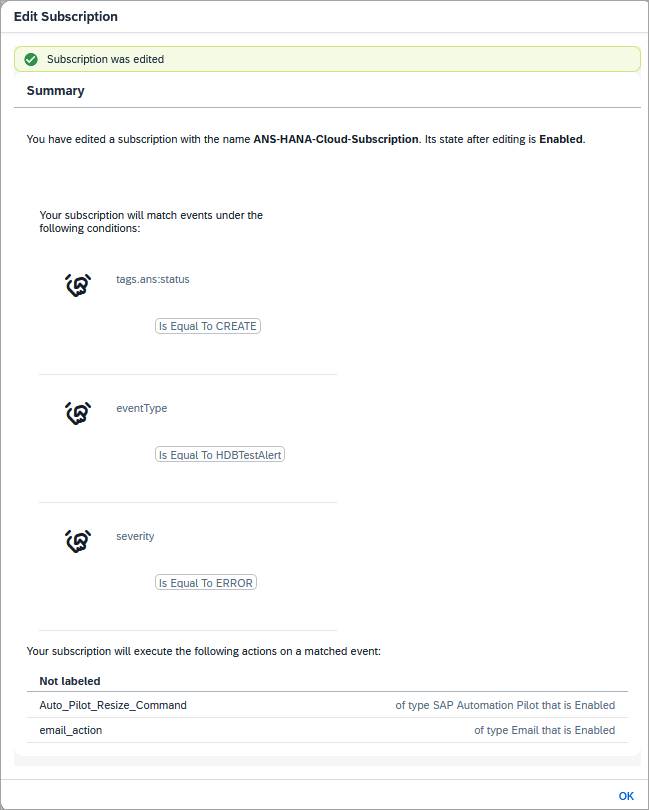 Edit Subscription
Subscription was edited
Summary
You have edited a subscription with the name ANS-HANA-Cloud-Subscription. Its state after editing is Enabled.
Your subscription will match events under the
following conditions:
tags.ans:status
Is Equal To CREATE
eventType
Is Equal To HDBTestAlert
severity
Is Equal To ERROR
Your subscription will execute the following actions on a matched event:
Not labeled
Auto_Pilot_Resize_Command of type SAP Automation Pilot that is Enabled
email_action of type Email that is Enabled
OK